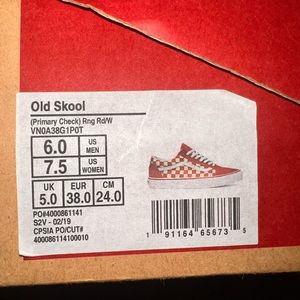 Old Skool
(Primary Check) Rng Rd/W
VN0A38G1P0T
6.0 US MEN
7.5 US WOMEN
UK EUR CM
5.0 38.0 24.0
PO#4000861141
S2V - 02/19
CPSIA PO/CUT#
400086114100010
1 91164 65673 5